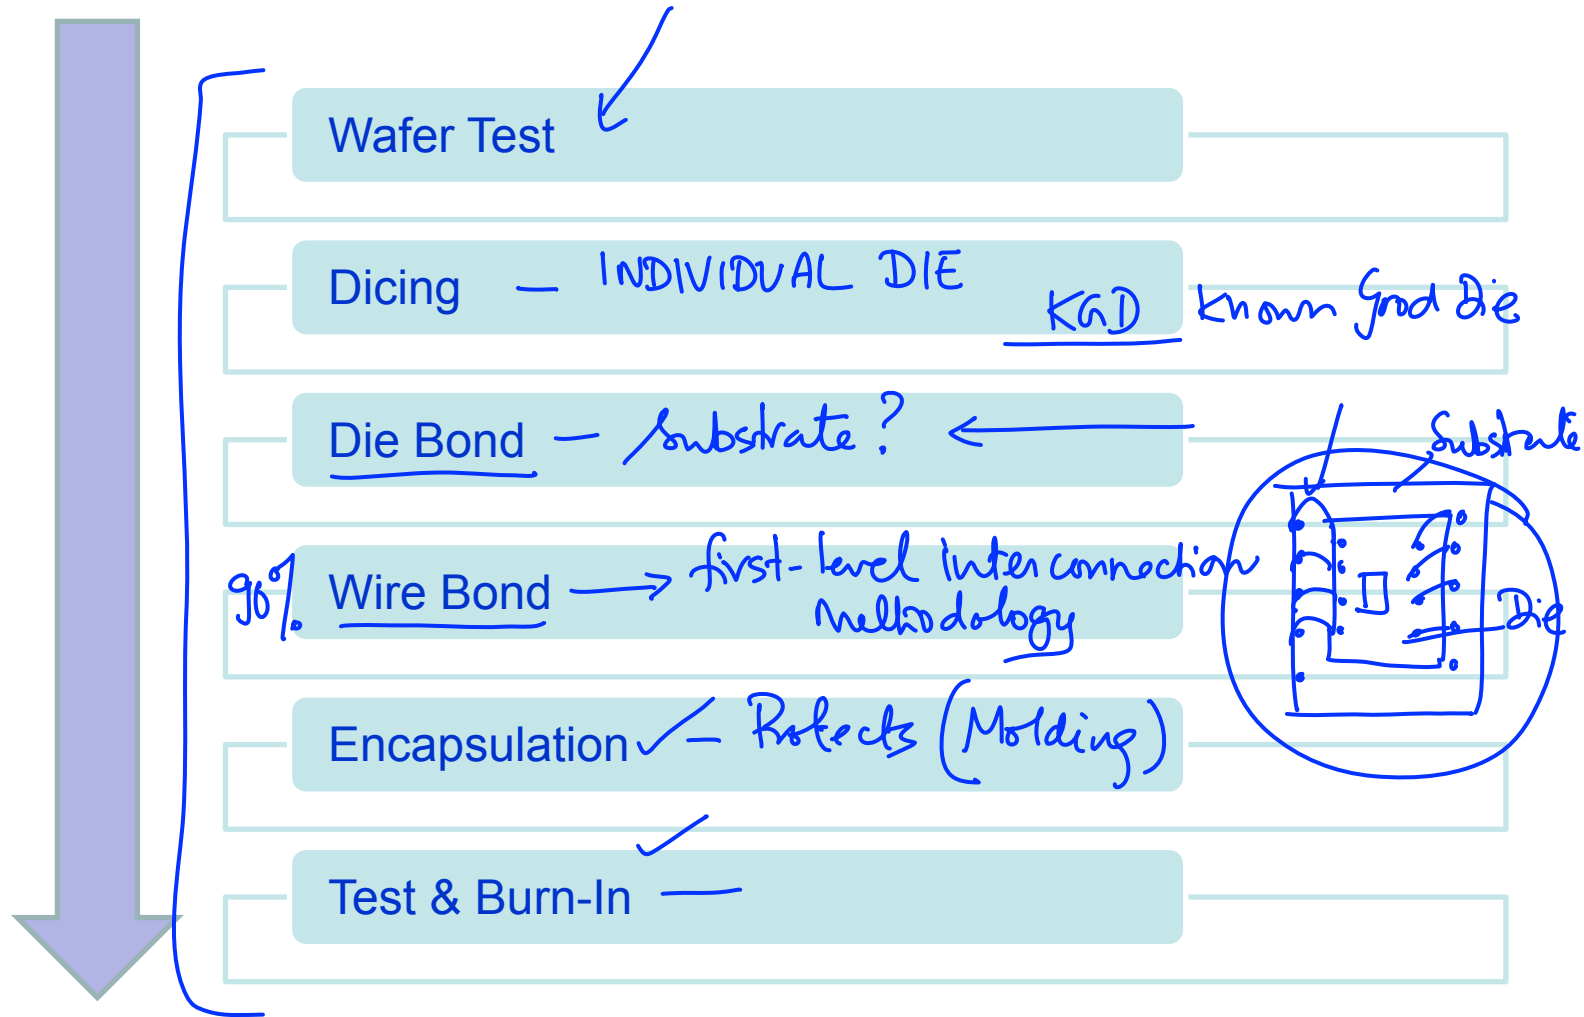 Wafer Test
Dicing — INDIVIDUAL DIE
KGD Known Good Die
Die Bond — Substrate?
Substrate
90% Wire Bond → first-level interconnection
Methodology
Die
Encapsulation ✓ — Protects (Molding)
Test & Burn-In —